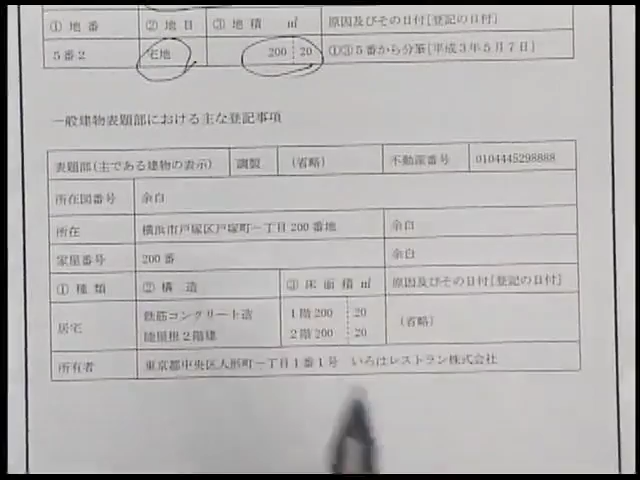 ① 地 番 ② 地 目 ③ 地 積 ㎡ 原因及びその日付[登記の日付]
5番2 宅地 200 20 ①③5番から分筆[平成3年5月7日]
一般建物表題部における主な登記事項
表題部(主である建物の表示) 調製 (省略) 不動産番号 0104445298888
所在図番号 余白
所在 横浜市戸塚区戸塚町一丁目200番地 余白
家屋番号 200番 余白
① 種 類 ② 構 造 ③ 床 面 積 ㎡ 原因及びその日付[登記の日付]
居宅 鉄筋コンクリート造 1階200 20 (省略)
陸屋根2階建 2階200 20
所有者 東京都中央区人形町一丁目1番1号 いろはレストラン株式会社